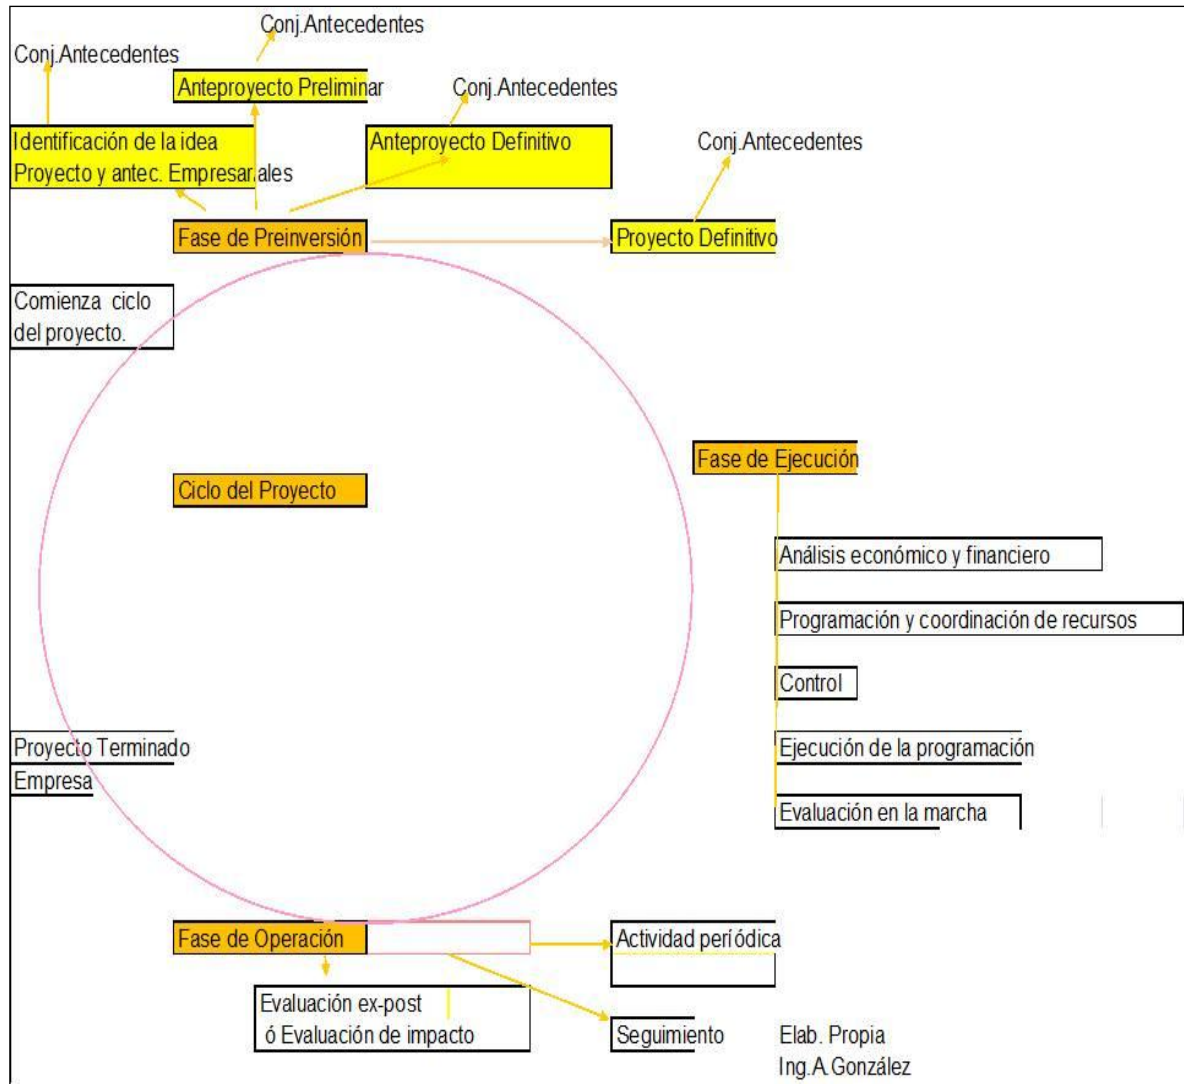 Conj.Antecedentes
Conj.Antecedentes
Anteproyecto Preliminar
Conj.Antecedentes
Identificación de la idea
Proyecto y antec. Empresariales
Anteproyecto Definitivo
Conj.Antecedentes
Fase de Preinversión
Proyecto Definitivo
Comienza ciclo
del proyecto.
Fase de Ejecución
Ciclo del Proyecto
Análisis económico y financiero
Programación y coordinación de recursos
Control
Proyecto Terminado
Ejecución de la programación
Empresa
Evaluación en la marcha
Fase de Operación
Actividad períódica
Evaluación ex-post
ó Evaluación de impacto
Seguimiento
Elab. Propia
Ing.A.González